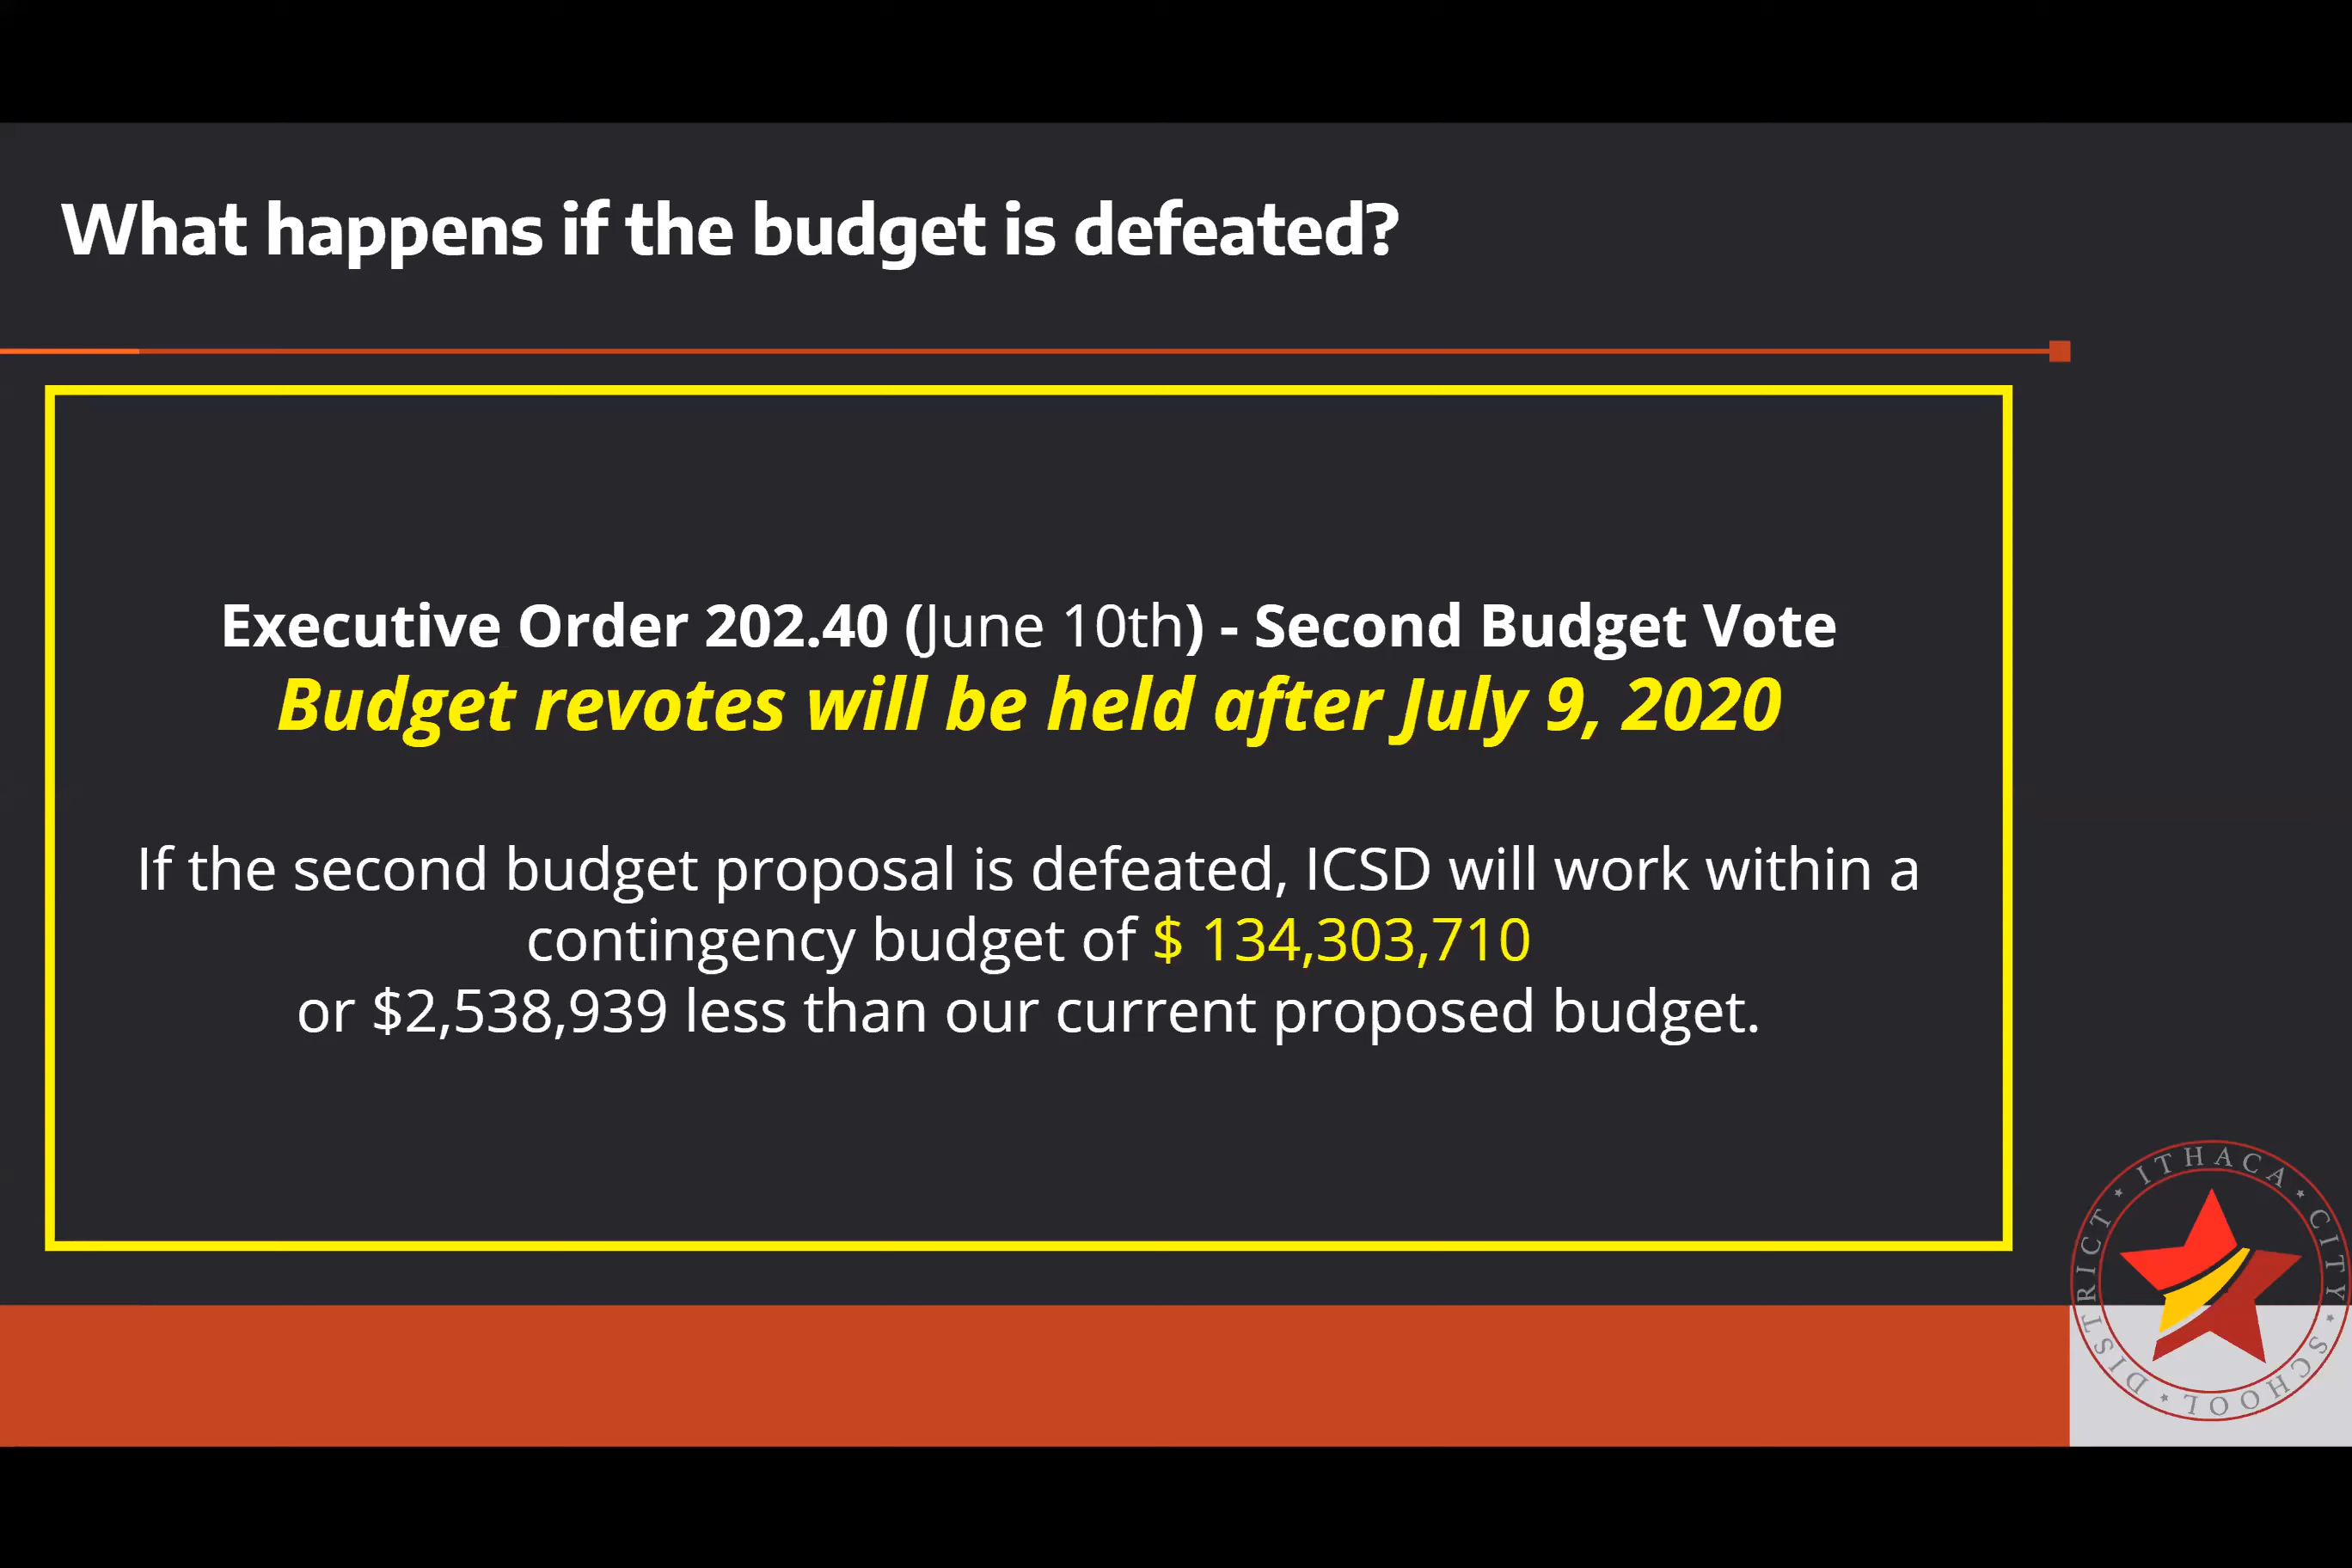 What happens if the budget is defeated?
Executive Order 202.40 (June 10th) - Second Budget Vote
Budget revotes will be held after July 9, 2020
If the second budget proposal is defeated, ICSD will work within a
contingency budget of $ 134,303,710
or $2,538,939 less than our current proposed budget.
ITHACA * CITY * SCHOOL * DISTRICT *